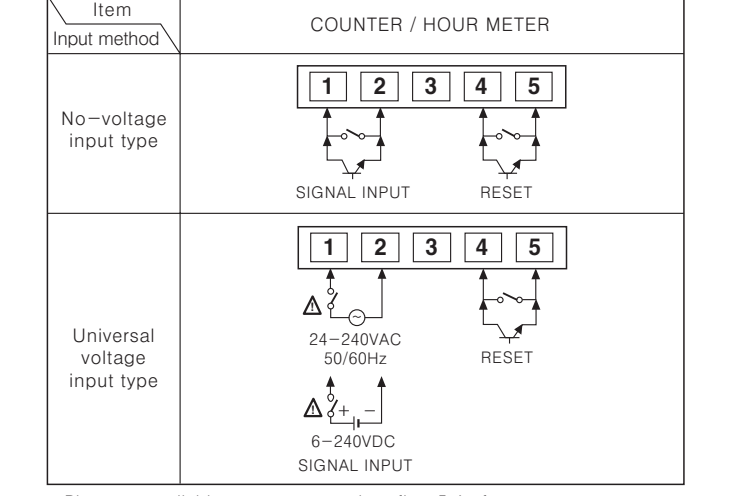 Item
Input method
COUNTER / HOUR METER
No-voltage
input type
1 2 3 4 5
SIGNAL INPUT RESET
Universal
voltage
input type
1 2 3 4 5
24-240VAC
50/60Hz
RESET
+ -
6-240VDC
SIGNAL INPUT